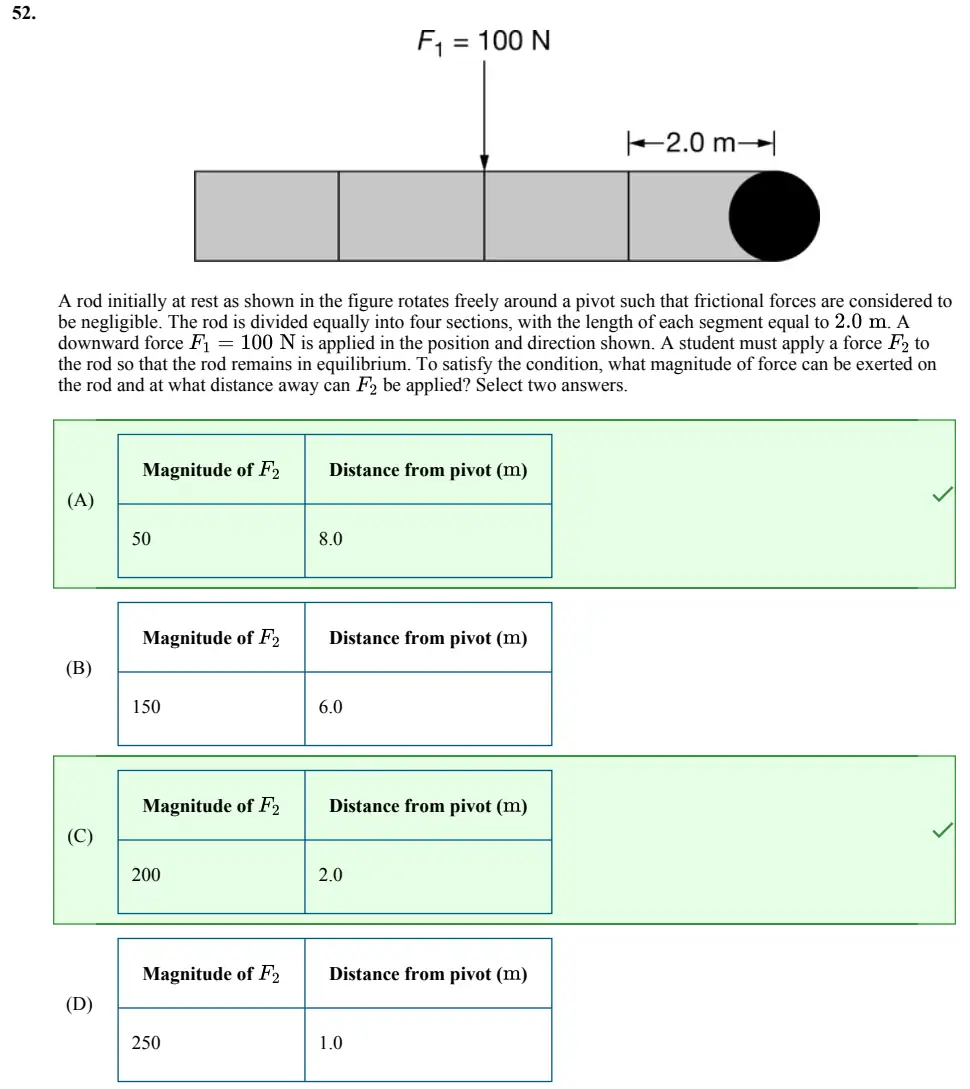 52.
F₁ = 100 N
2.0 m
A rod initially at rest as shown in the figure rotates freely around a pivot such that frictional forces are considered to
be negligible. The rod is divided equally into four sections, with the length of each segment equal to 2.0 m. A
downward force F₁ = 100 N is applied in the position and direction shown. A student must apply a force F₂ to
the rod so that the rod remains in equilibrium. To satisfy the condition, what magnitude of force can be exerted on
the rod and at what distance away can F₂ be applied? Select two answers.
Magnitude of F₂ Distance from pivot (m)
(A)
50 8.0
Magnitude of F₂ Distance from pivot (m)
(B)
150 6.0
Magnitude of F₂ Distance from pivot (m)
(C)
200 2.0
Magnitude of F₂ Distance from pivot (m)
(D)
250 1.0